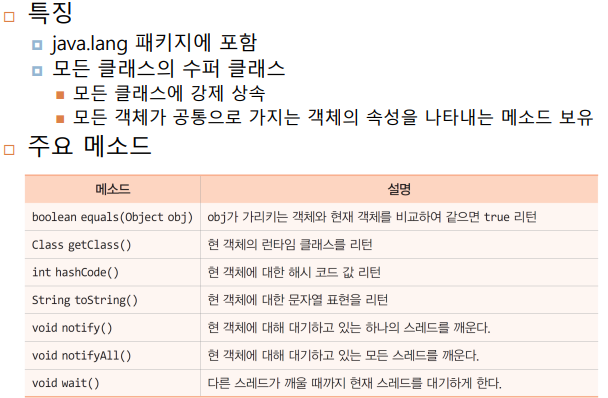 특징
java.lang 패키지에 포함
모든 클래스의 수퍼 클래스
모든 클래스에 강제 상속
모든 객체가 공통으로 가지는 객체의 속성을 나타내는 메소드 보유
주요 메소드
메소드 설명
boolean equals(Object obj) obj가 가리키는 객체와 현재 객체를 비교하여 같으면 true 리턴
Class getClass() 현 객체의 런타임 클래스를 리턴
int hashCode() 현 객체에 대한 해시 코드 값 리턴
String toString() 현 객체에 대한 문자열 표현을 리턴
void notify() 현 객체에 대해 대기하고 있는 하나의 스레드를 깨운다.
void notifyAll() 현 객체에 대해 대기하고 있는 모든 스레드를 깨운다.
void wait() 다른 스레드가 깨울 때까지 현재 스레드를 대기하게 한다.